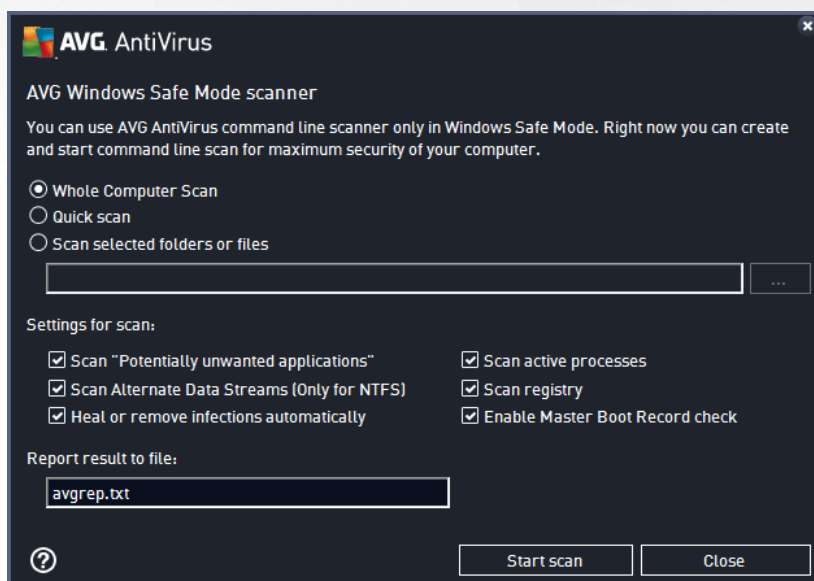 AVG. AntiVirus
AVG Windows Safe Mode scanner
You can use AVG AntiVirus command line scanner only in Windows Safe Mode. Right now you can create
and start command line scan for maximum security of your computer.
Whole Computer Scan
Quick scan
Scan selected folders or files
...
Settings for scan:
Scan "Potentially unwanted applications"
Scan active processes
Scan Alternate Data Streams (Only for NTFS)
Scan registry
Heal or remove infections automatically
Enable Master Boot Record check
Report result to file:
avgrep.txt
?
Start scan
Close